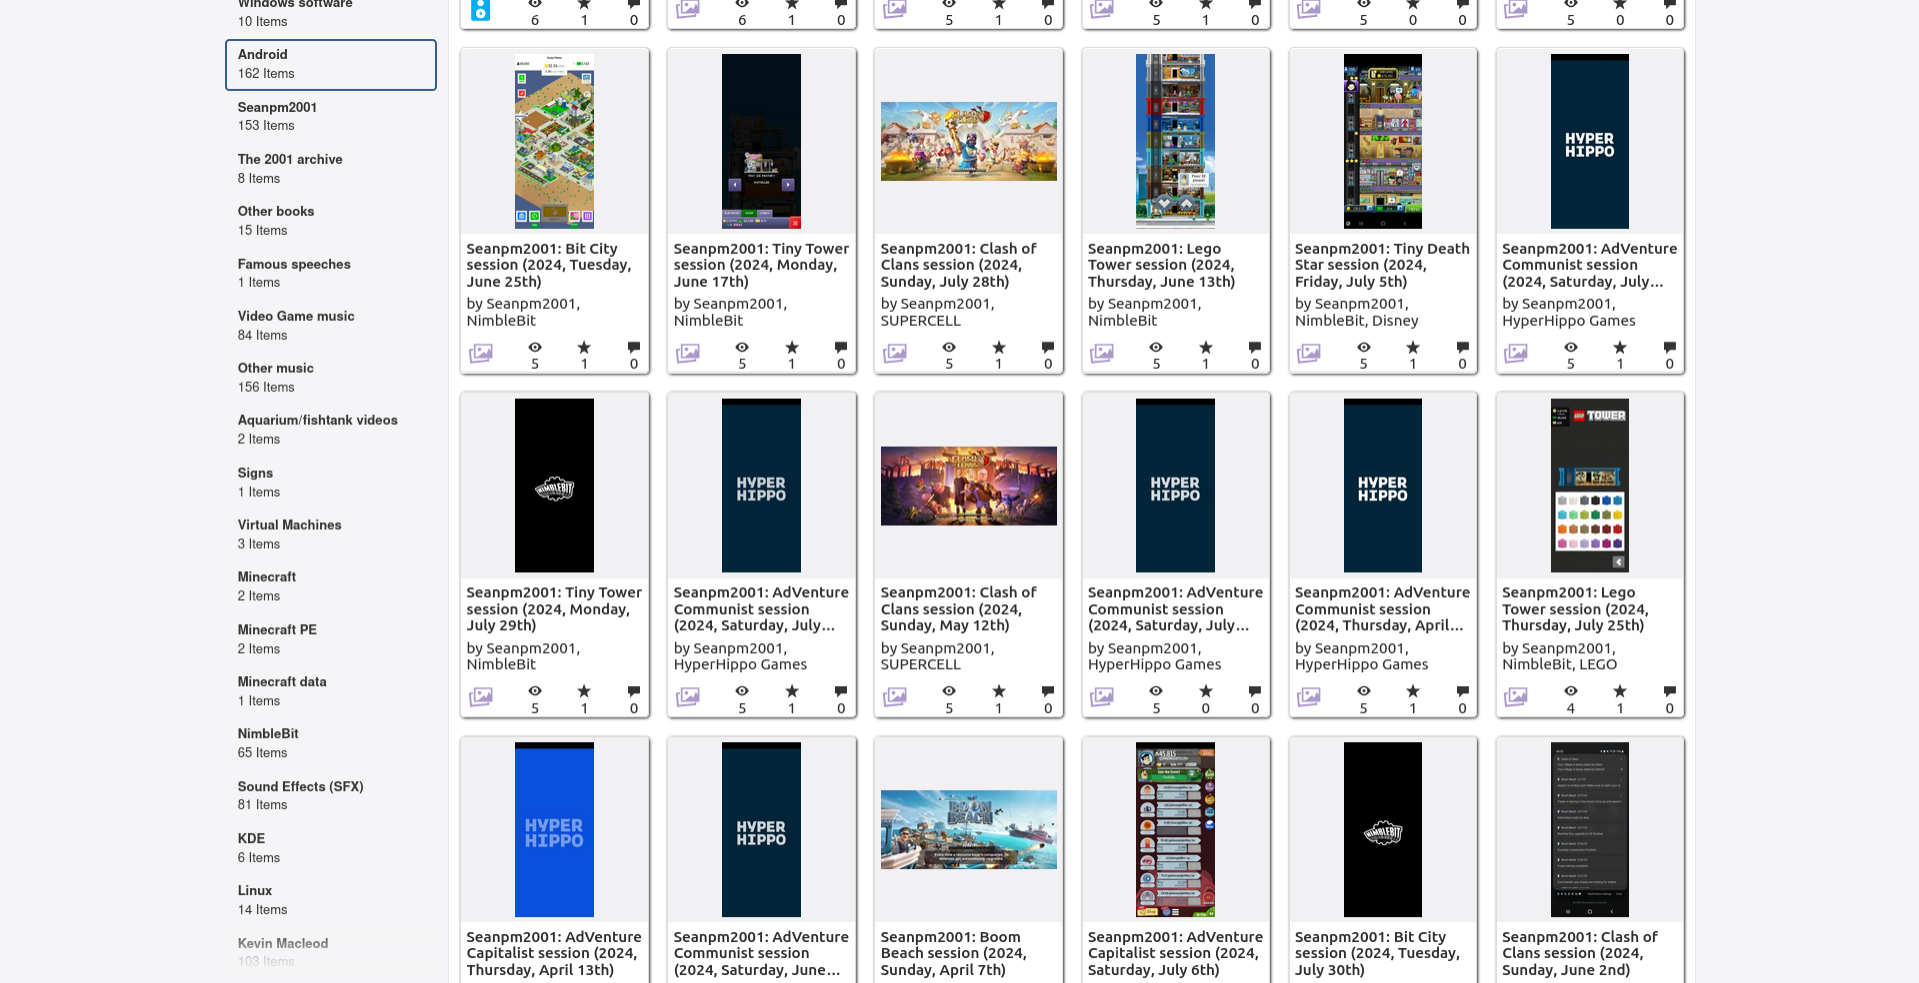 Windows software
10 Items
Android
162 Items
Seanpm2001
153 Items
The 2001 archive
8 Items
Other books
15 Items
Famous speeches
1 Items
Video Game music
84 Items
Other music
156 Items
Aquarium/fishtank videos
2 Items
Signs
1 Items
Virtual Machines
3 Items
Minecraft
2 Items
Minecraft PE
2 Items
Minecraft data
1 Items
NimbleBit
65 Items
Sound Effects (SFX)
81 Items
KDE
6 Items
Linux
14 Items
Kevin Macleod
103 Items
6 1 0
6 1 0
5 1 0
5 1 0
5 0 0
5 0 0
Seanpm2001: Bit City
session (2024, Tuesday,
June 25th)
by Seanpm2001,
NimbleBit
5 1 0
Seanpm2001: Tiny Tower
session (2024, Monday,
June 17th)
by Seanpm2001,
NimbleBit
5 1 0
Seanpm2001: Clash of
Clans session (2024,
Sunday, July 28th)
by Seanpm2001,
SUPERCELL
5 1 0
Seanpm2001: Lego
Tower session (2024,
Thursday, June 13th)
by Seanpm2001,
NimbleBit
5 1 0
Seanpm2001: Tiny Death
Star session (2024,
Friday, July 5th)
by Seanpm2001,
NimbleBit, Disney
5 1 0
HYPER
HIPPO
Seanpm2001: AdVenture
Communist session
(2024, Saturday, July...
by Seanpm2001,
HyperHippo Games
5 1 0
NIMBLEBIT
Seanpm2001: Tiny Tower
session (2024, Monday,
July 29th)
by Seanpm2001,
NimbleBit
5 1 0
HYPER
HIPPO
Seanpm2001: AdVenture
Communist session
(2024, Saturday, July...
by Seanpm2001,
HyperHippo Games
5 1 0
Seanpm2001: Clash of
Clans session (2024,
Sunday, May 12th)
by Seanpm2001,
SUPERCELL
5 1 0
HYPER
HIPPO
Seanpm2001: AdVenture
Communist session
(2024, Saturday, July...
by Seanpm2001,
HyperHippo Games
5 0 0
HYPER
HIPPO
Seanpm2001: AdVenture
Communist session
(2024, Thursday, April...
by Seanpm2001,
HyperHippo Games
5 1 0
LEGO TOWER
Seanpm2001: Lego
Tower session (2024,
Thursday, July 25th)
by Seanpm2001,
NimbleBit, LEGO
4 1 0
HYPER
HIPPO
Seanpm2001: AdVenture
Capitalist session (2024,
Thursday, April 13th)
HYPER
HIPPO
Seanpm2001: AdVenture
Communist session
(2024, Saturday, June...
BOOM
BEACH
Seanpm2001: Boom
Beach session (2024,
Sunday, April 7th)
Seanpm2001: AdVenture
Capitalist session (2024,
Saturday, July 6th)
NIMBLEBIT
Seanpm2001: Bit City
session (2024, Tuesday,
July 30th)
Seanpm2001: Clash of
Clans session (2024,
Sunday, June 2nd)